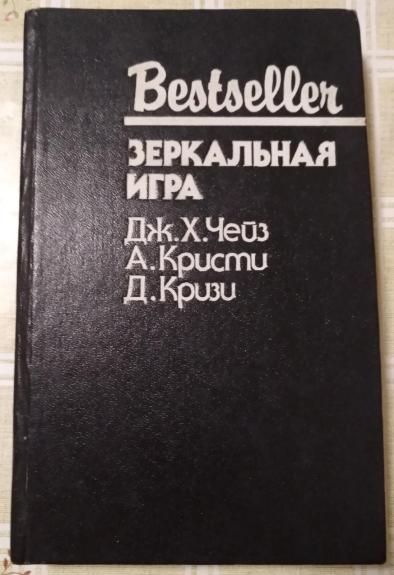 Bestseller
ЗЕРКАЛЬНАЯ
ИГРА
Дж.Х.Чейз
А.Кристи
Д.Кризи